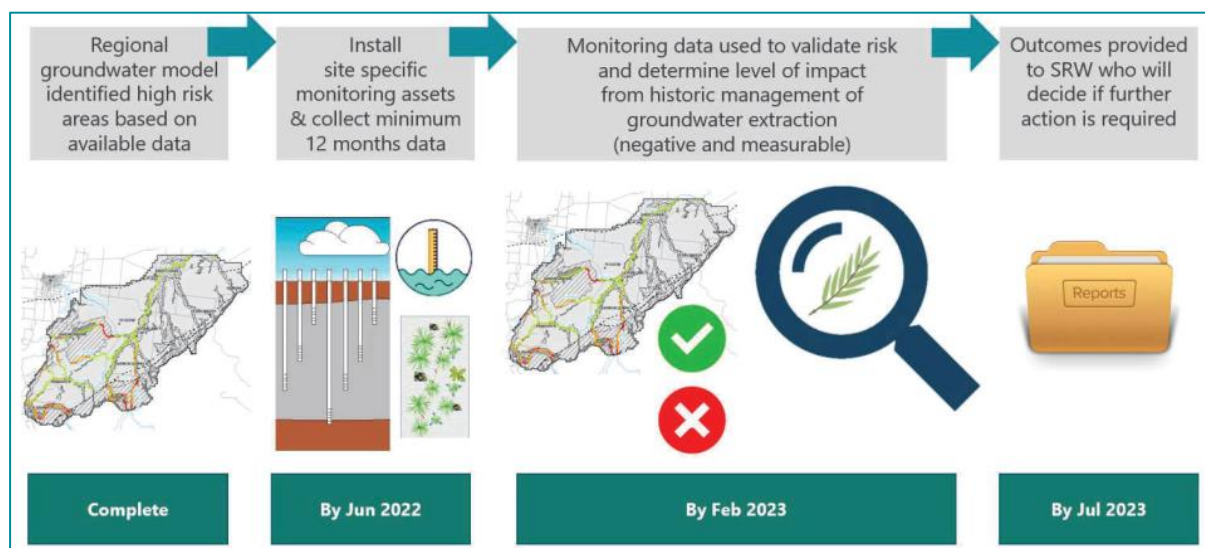 Regional
groundwater model
identified high risk
areas based on
available data
Install
site specific
monitoring assets
& collect minimum
12 months data
Monitoring data used to validate risk
and determine level of impact
from historic management of
groundwater extraction
(negative and measurable)
Outcomes provided
to SRW who will
decide if further
action is required
Reports
Complete
By Jun 2022
By Feb 2023
By Jul 2023